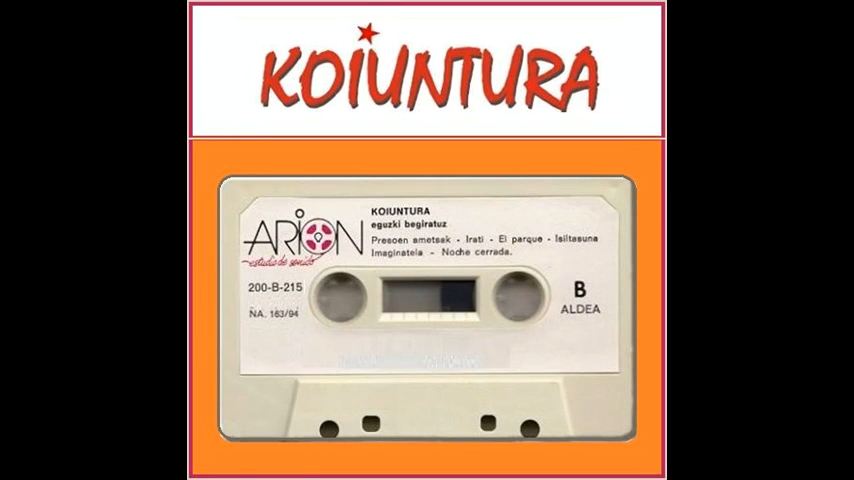 KOIUNTURA
KOIUNTURA
eguzki begiratuz
Presoen ametsak - Irati - El parque - Isiltasuna
Imaginatela - Noche cerrada.
ARION
estudio de sonido
200-B-215
NA. 163/94
B
ALDEA